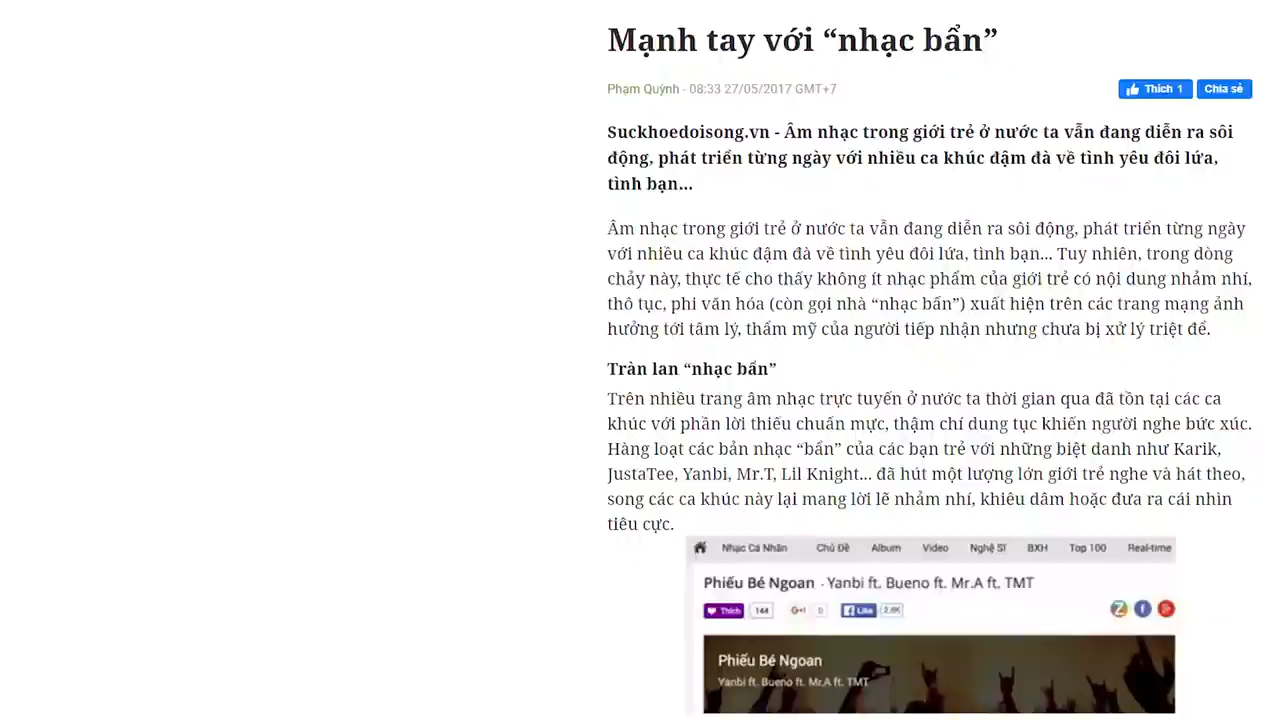 Mạnh tay với “nhạc bẩn”
Phạm Quỳnh - 08:33 27/05/2017 GMT+7
Thích 1 Chia sẻ
Suckhoedoisong.vn - Âm nhạc trong giới trẻ ở nước ta vẫn đang diễn ra sôi
động, phát triển từng ngày với nhiều ca khúc đậm đà về tình yêu đôi lứa,
tình bạn...
Âm nhạc trong giới trẻ ở nước ta vẫn đang diễn ra sôi động, phát triển từng ngày
với nhiều ca khúc đậm đà về tình yêu đôi lứa, tình bạn... Tuy nhiên, trong dòng
chảy này, thực tế cho thấy không ít nhạc phẩm của giới trẻ có nội dung nhảm nhí,
thô tục, phi văn hóa (còn gọi nhà “nhạc bẩn”) xuất hiện trên các trang mạng ảnh
hưởng tới tâm lý, thẩm mỹ của người tiếp nhận nhưng chưa bị xử lý triệt để.
Tràn lan “nhạc bẩn”
Trên nhiều trang âm nhạc trực tuyến ở nước ta thời gian qua đã tồn tại các ca
khúc với phần lời thiếu chuẩn mực, thậm chí dung tục khiến người nghe bức xúc.
Hàng loạt các bản nhạc “bẩn” của các bạn trẻ với những biệt danh như Karik,
JustaTee, Yanbi, Mr.T, Lil Knight... đã hút một lượng lớn giới trẻ nghe và hát theo,
song các ca khúc này lại mang lời lẽ nhảm nhí, khiêu dâm hoặc đưa ra cái nhìn
tiêu cực.
Nhạc Cá Nhân Chủ Đề Album Video Nghệ Sĩ BXH Top 100 Real-time
Phiếu Bé Ngoan - Yanbi ft. Bueno ft. Mr.A ft. TMT
Thích 144 G+1 0 Like 2.8K
Phiếu Bé Ngoan
Yanbi ft. Bueno ft. Mr.A ft. TMT